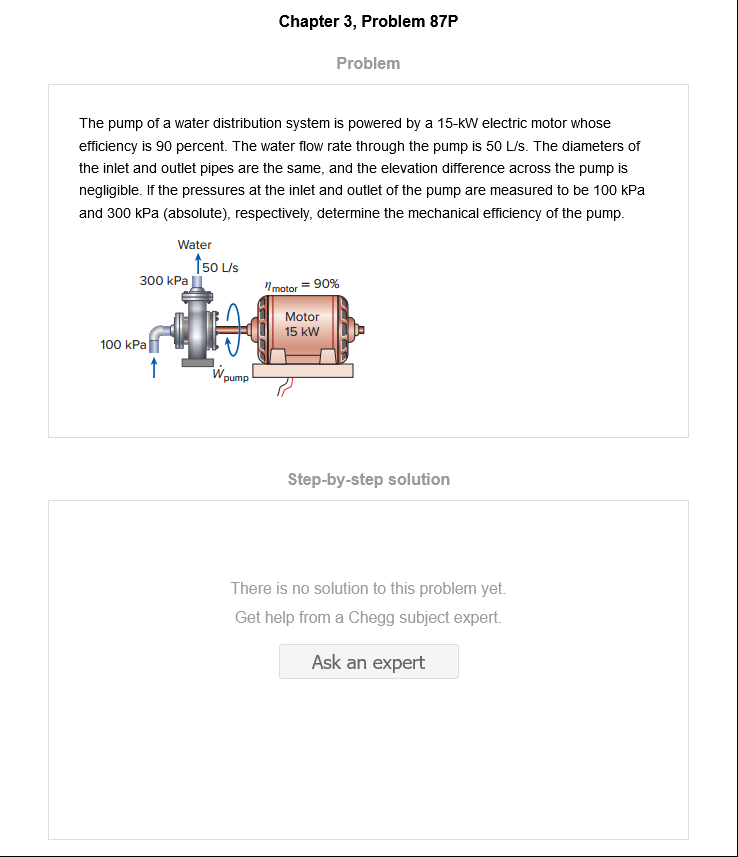 Chapter 3, Problem 87P
Problem
The pump of a water distribution system is powered by a 15-kW electric motor whose
efficiency is 90 percent. The water flow rate through the pump is 50 L/s. The diameters of
the inlet and outlet pipes are the same, and the elevation difference across the pump is
negligible. If the pressures at the inlet and outlet of the pump are measured to be 100 kPa
and 300 kPa (absolute), respectively, determine the mechanical efficiency of the pump.
Water
50 L/s
300 kPa
η motor = 90%
Motor
15 kW
100 kPa
Ẇpump
Step-by-step solution
There is no solution to this problem yet.
Get help from a Chegg subject expert.
Ask an expert